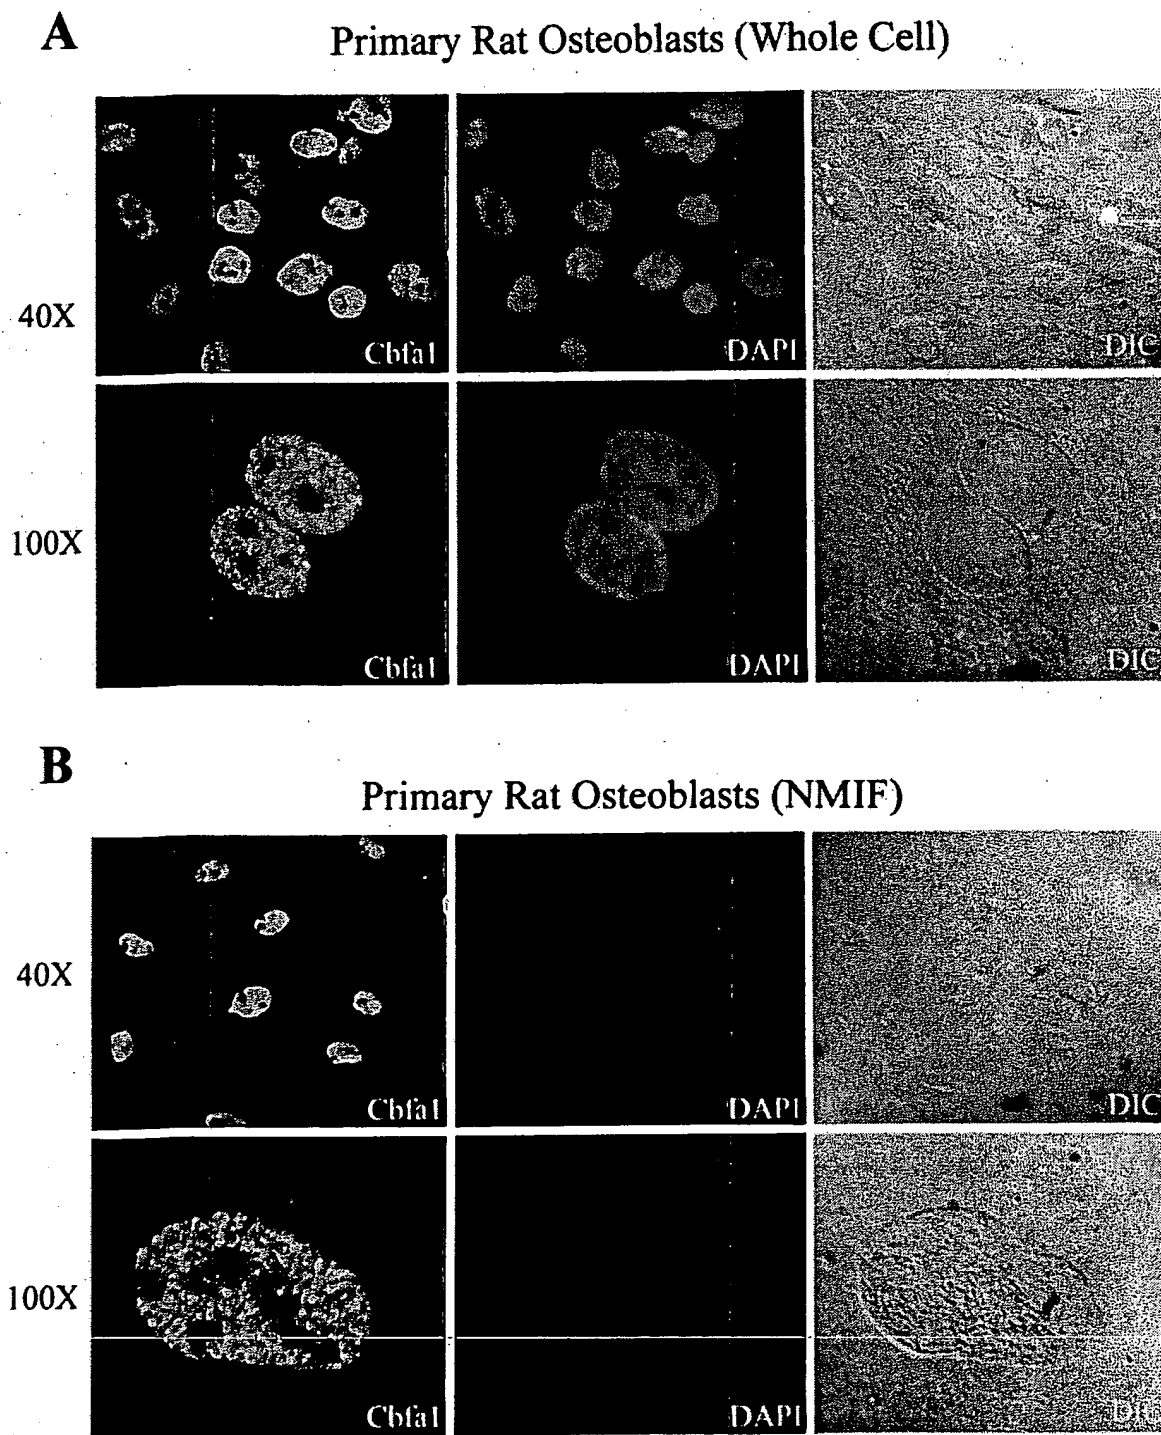 A
Primary Rat Osteoblasts (Whole Cell)
40X
Cbfa1
DAPI
DIC
100X
Cbfa1
DAPI
DIC
B
Primary Rat Osteoblasts (NMIF)
40X
Cbfa1
DAPI
DIC
100X
Cbfa1
DAPI
DIC